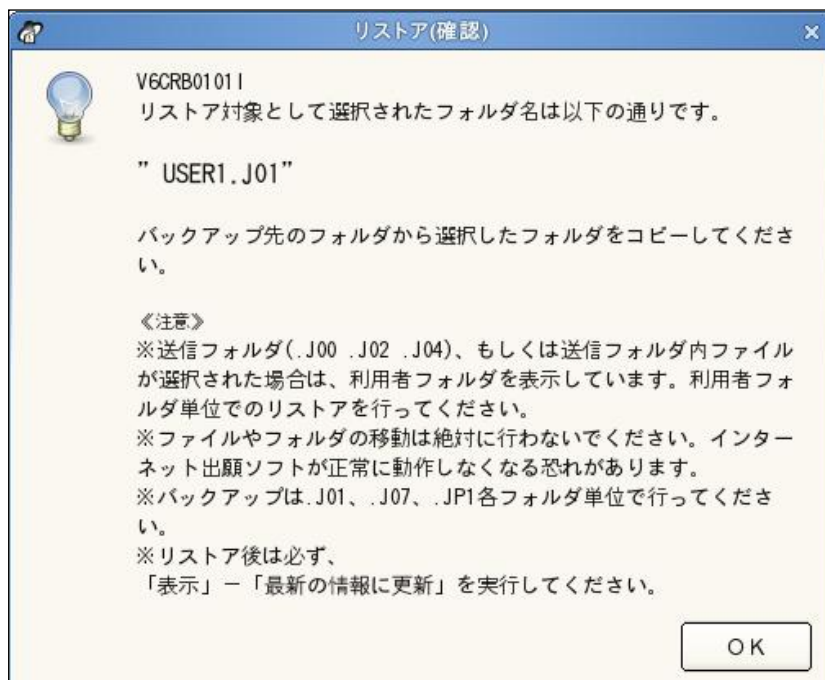 リストア(確認)
V6CRB0101I
リストア対象として選択されたフォルダ名は以下の通りです。
” USER1.J01”
バックアップ先のフォルダから選択したフォルダをコピーしてくださ
い。
《注意》
※送信フォルダ(.J00 .J02 .J04)、もしくは送信フォルダ内ファイル
が選択された場合は、利用者フォルダを表示しています。利用者フォ
ルダ単位でのリストアを行ってください。
※ファイルやフォルダの移動は絶対に行わないでください。インター
ネット出願ソフトが正常に動作しなくなる恐れがあります。
※バックアップは.J01、.J07、.JP1各フォルダ単位で行ってくださ
い。
※リストア後は必ず、
「表示」－「最新の情報に更新」を実行してください。
OK